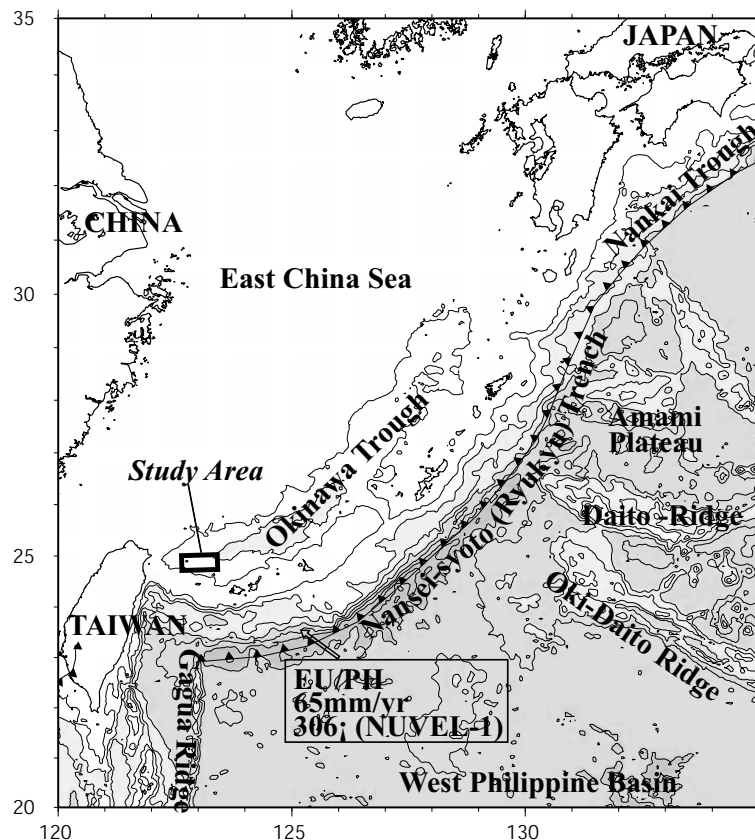 35
JAPAN
Nankai Trough
CHINA
East China Sea
30
Nansei-syoto (Ryukyu) Trench
Amami
Plateau
Okinawa Trough
Study Area
Daito -Ridge
25
Oki-Daito Ridge
TAIWAN
Gagua Ridge
EU/PH
65mm/yr
306¡ (NUVEL-1)
West Philippine Basin
20
120
125
130